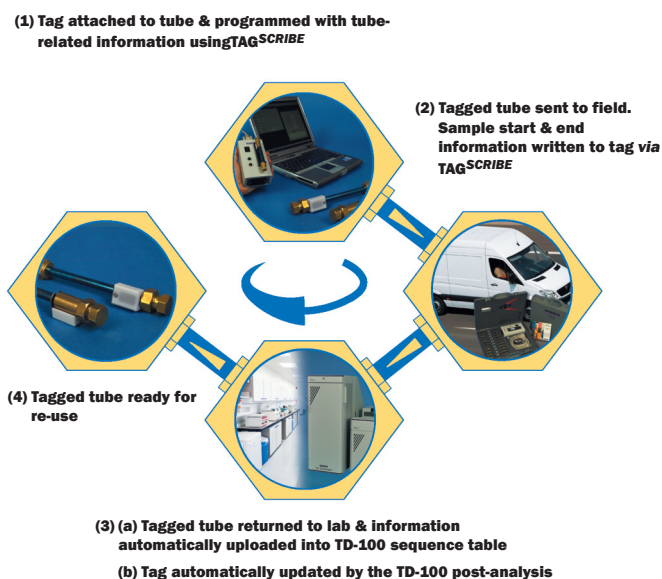 (1) Tag attached to tube & programmed with tube-
related information usingTAGSCRIBE
(2) Tagged tube sent to field.
Sample start & end
information written to tag via
TAGSCRIBE
(4) Tagged tube ready for
re-use
(3) (a) Tagged tube returned to lab & information
automatically uploaded into TD-100 sequence table
(b) Tag automatically updated by the TD-100 post-analysis